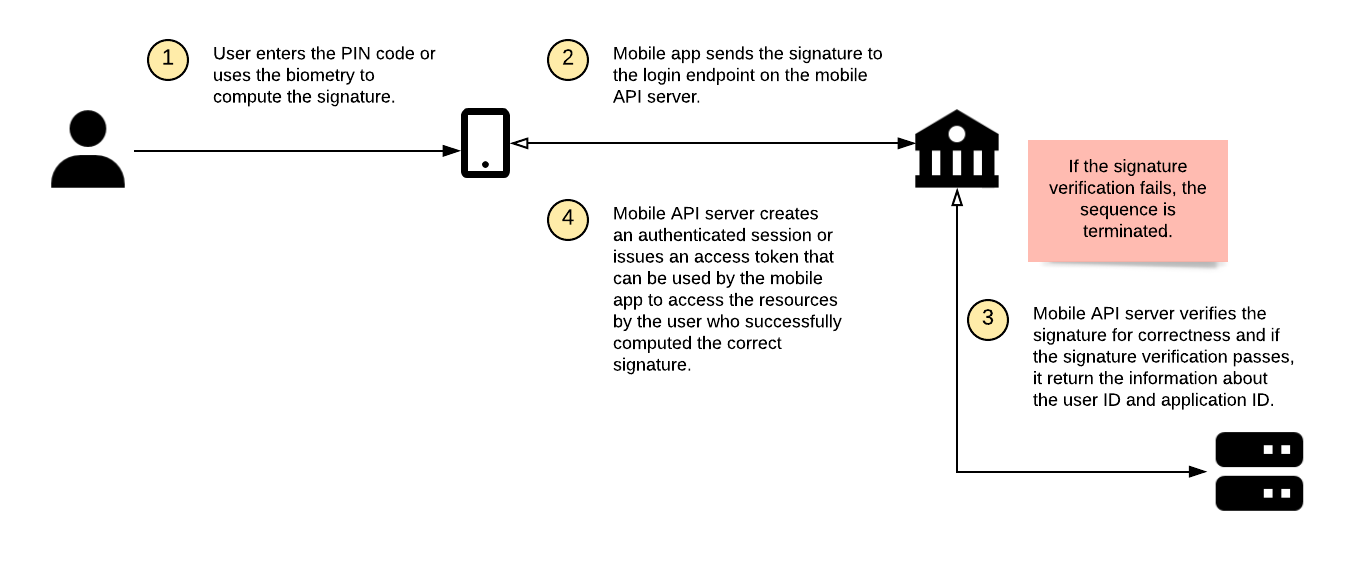 1
User enters the PIN code or
uses the biometry to
compute the signature.
2
Mobile app sends the signature to
the login endpoint on the mobile
API server.
If the signature
verification fails, the
sequence is
terminated.
4
Mobile API server creates
an authenticated session or
issues an access token that
can be used by the mobile
app to access the resources
by the user who successfully
computed the correct
signature.
3
Mobile API server verifies the
signature for correctness and if
the signature verification passes,
it return the information about
the user ID and application ID.